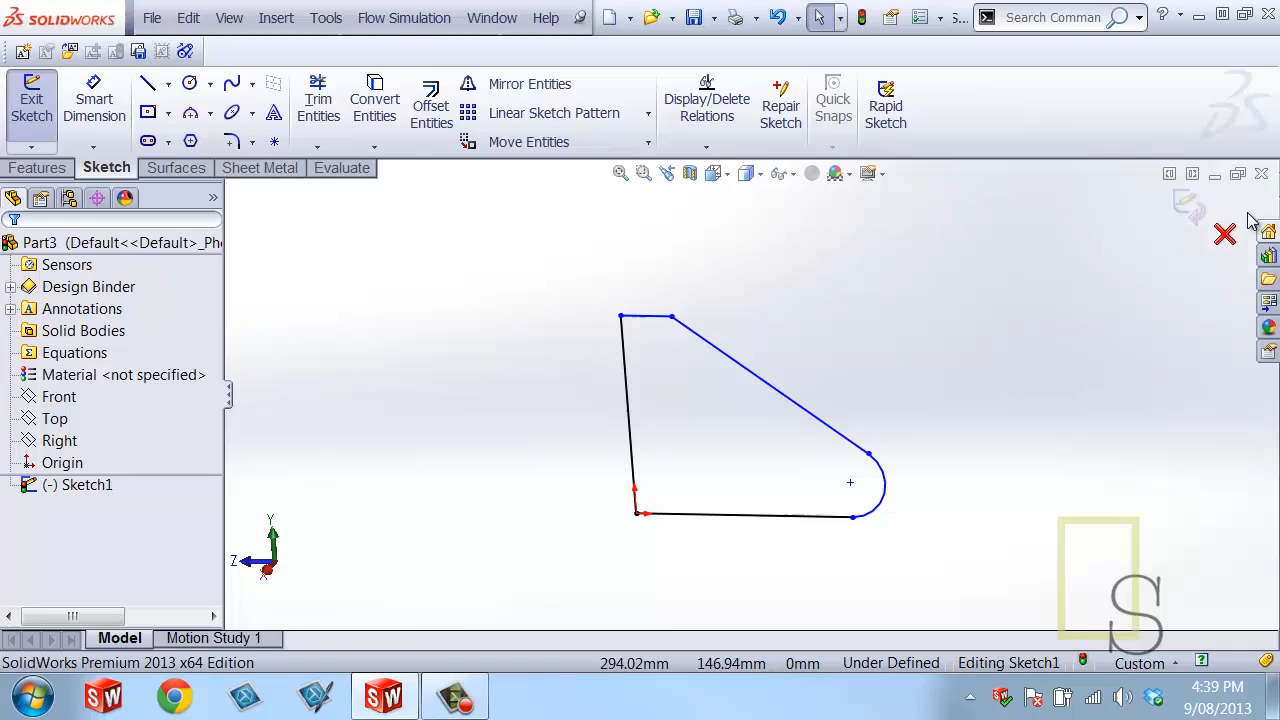 SOLIDWORKS File Edit View Insert Tools Flow Simulation Window Help S... Search Comman
Exit Sketch
Smart Dimension
Trim Entities
Convert Entities
Offset Entities
Mirror Entities
Linear Sketch Pattern
Move Entities
Display/Delete Relations
Repair Sketch
Quick Snaps
Rapid Sketch
Features Sketch Surfaces Sheet Metal Evaluate
Part3 (Default<<Default>_Ph
Sensors
Design Binder
Annotations
Solid Bodies
Equations
Material <not specified>
Front
Top
Right
Origin
(-) Sketch1
Y
Z
X
S
Model Motion Study 1
SolidWorks Premium 2013 x64 Edition 294.02mm 146.94mm 0mm Under Defined Editing Sketch1 Custom
4:39 PM
9/08/2013